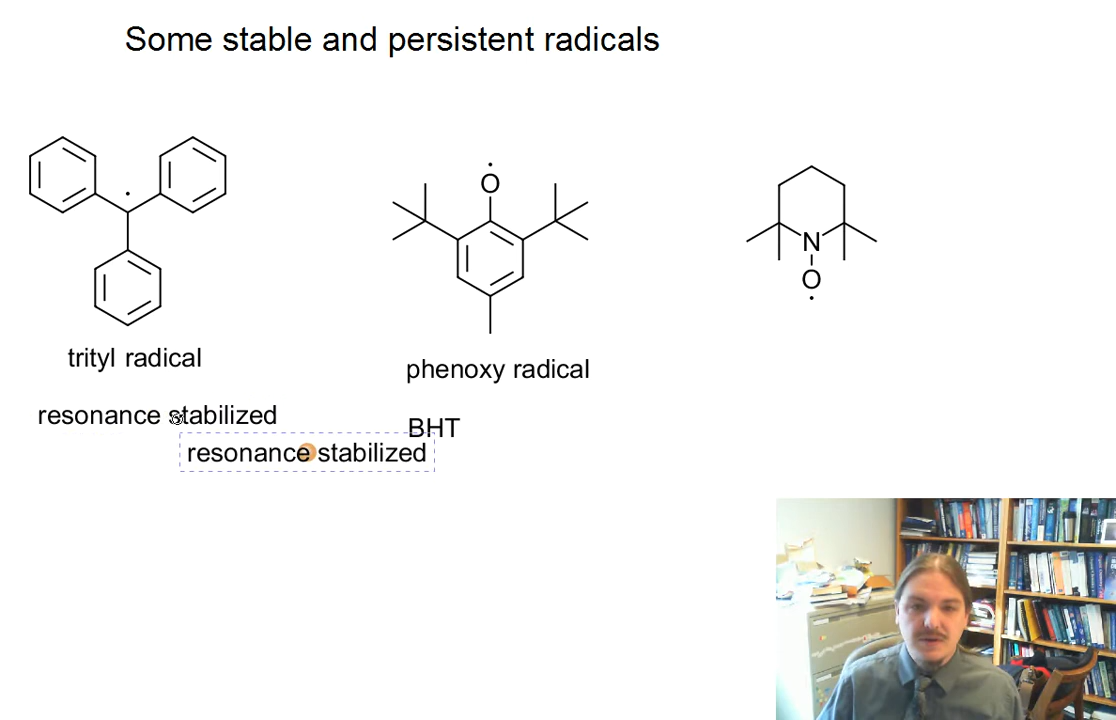 Some stable and persistent radicals
O
N
O
trityl radical
phenoxy radical
resonance stabilized
BHT
resonance stabilized